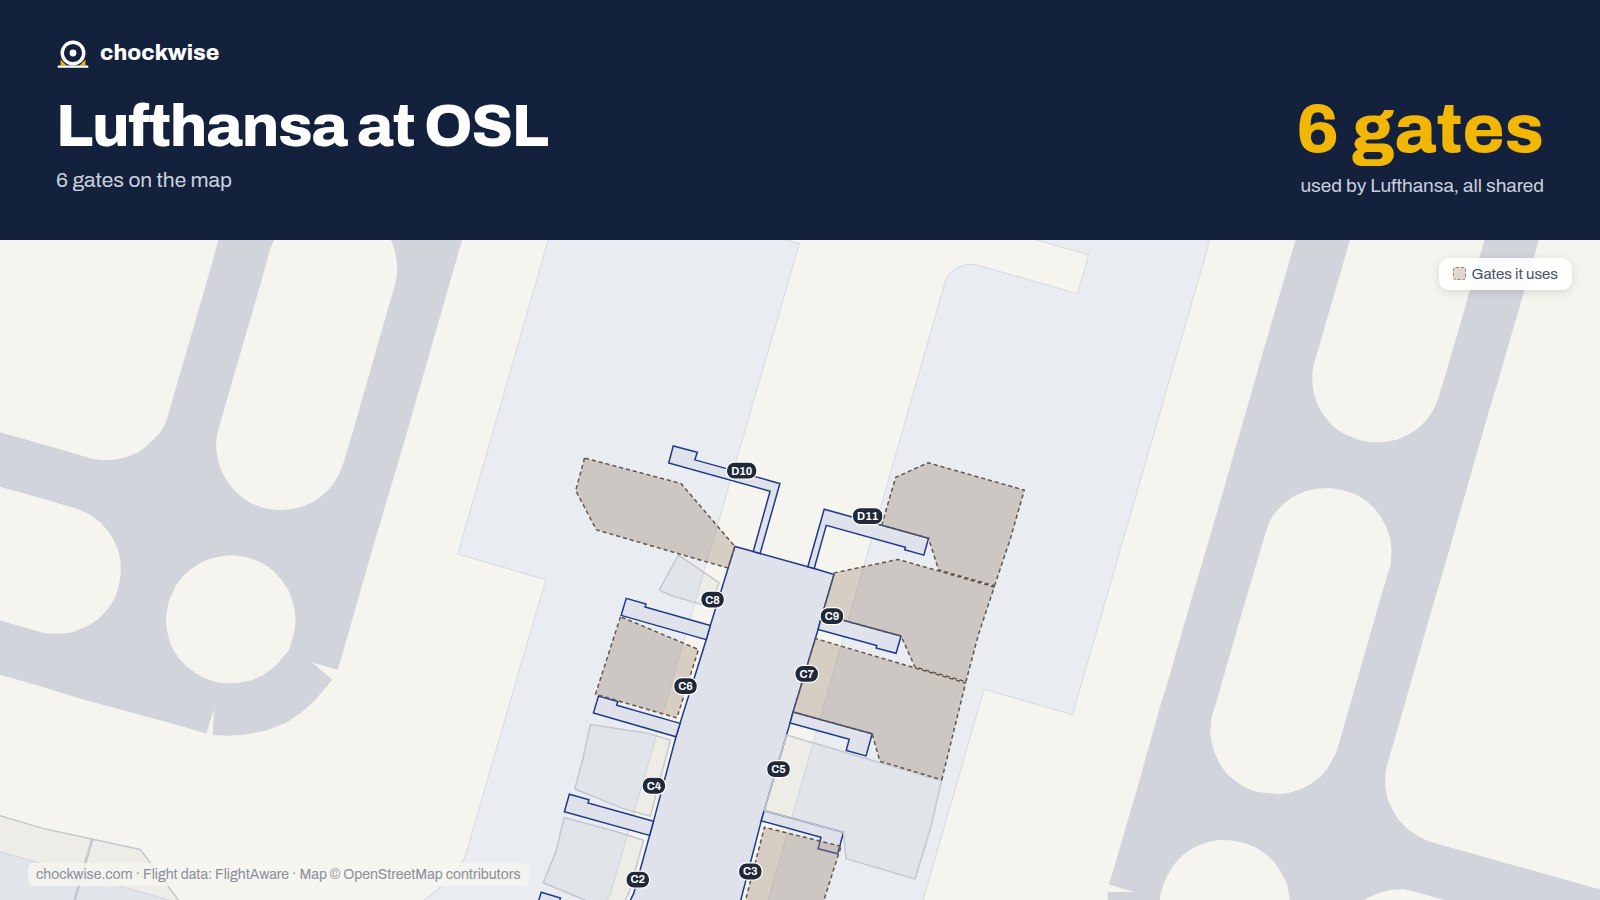 chockwise
Lufthansa at OSL
6 gates on the map
6 gates
used by Lufthansa, all shared
Gates it uses
D10
D11
C8
C9
C7
C6
C5
C4
C3
C2
chockwise.com · Flight data: FlightAware · Map © OpenStreetMap contributors